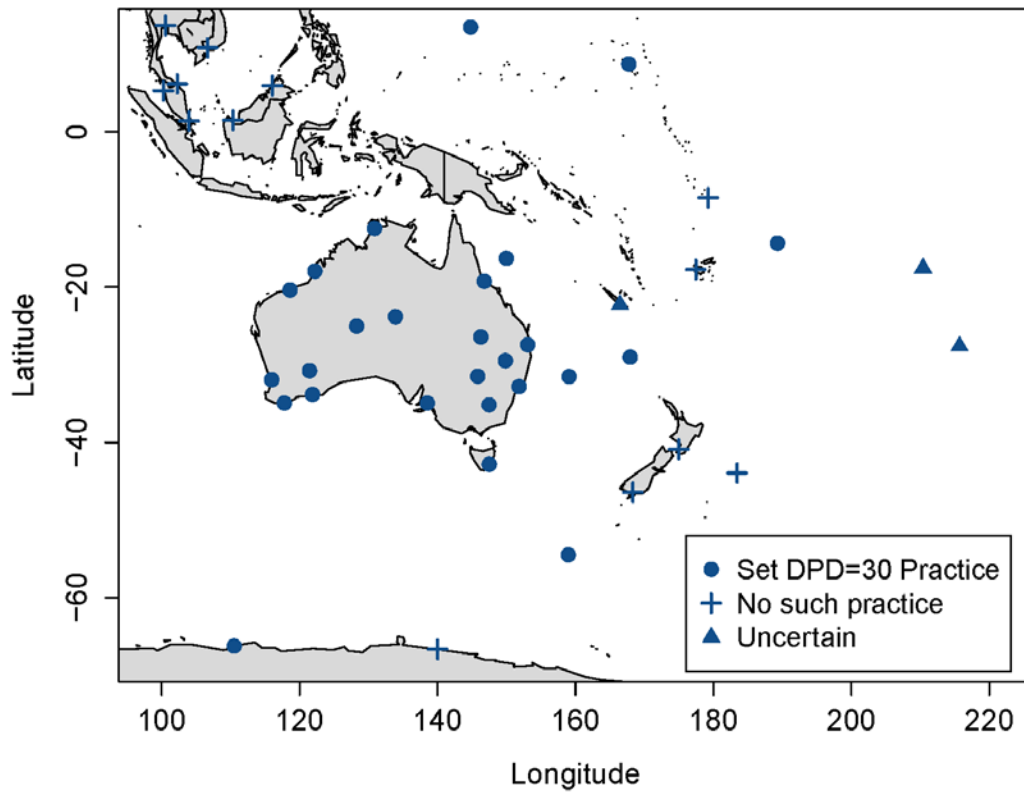 0
−20
−40
−60
Latitude
Set DPD=30 Practice
No such practice
Uncertain
100 120 140 160 180 200 220
Longitude